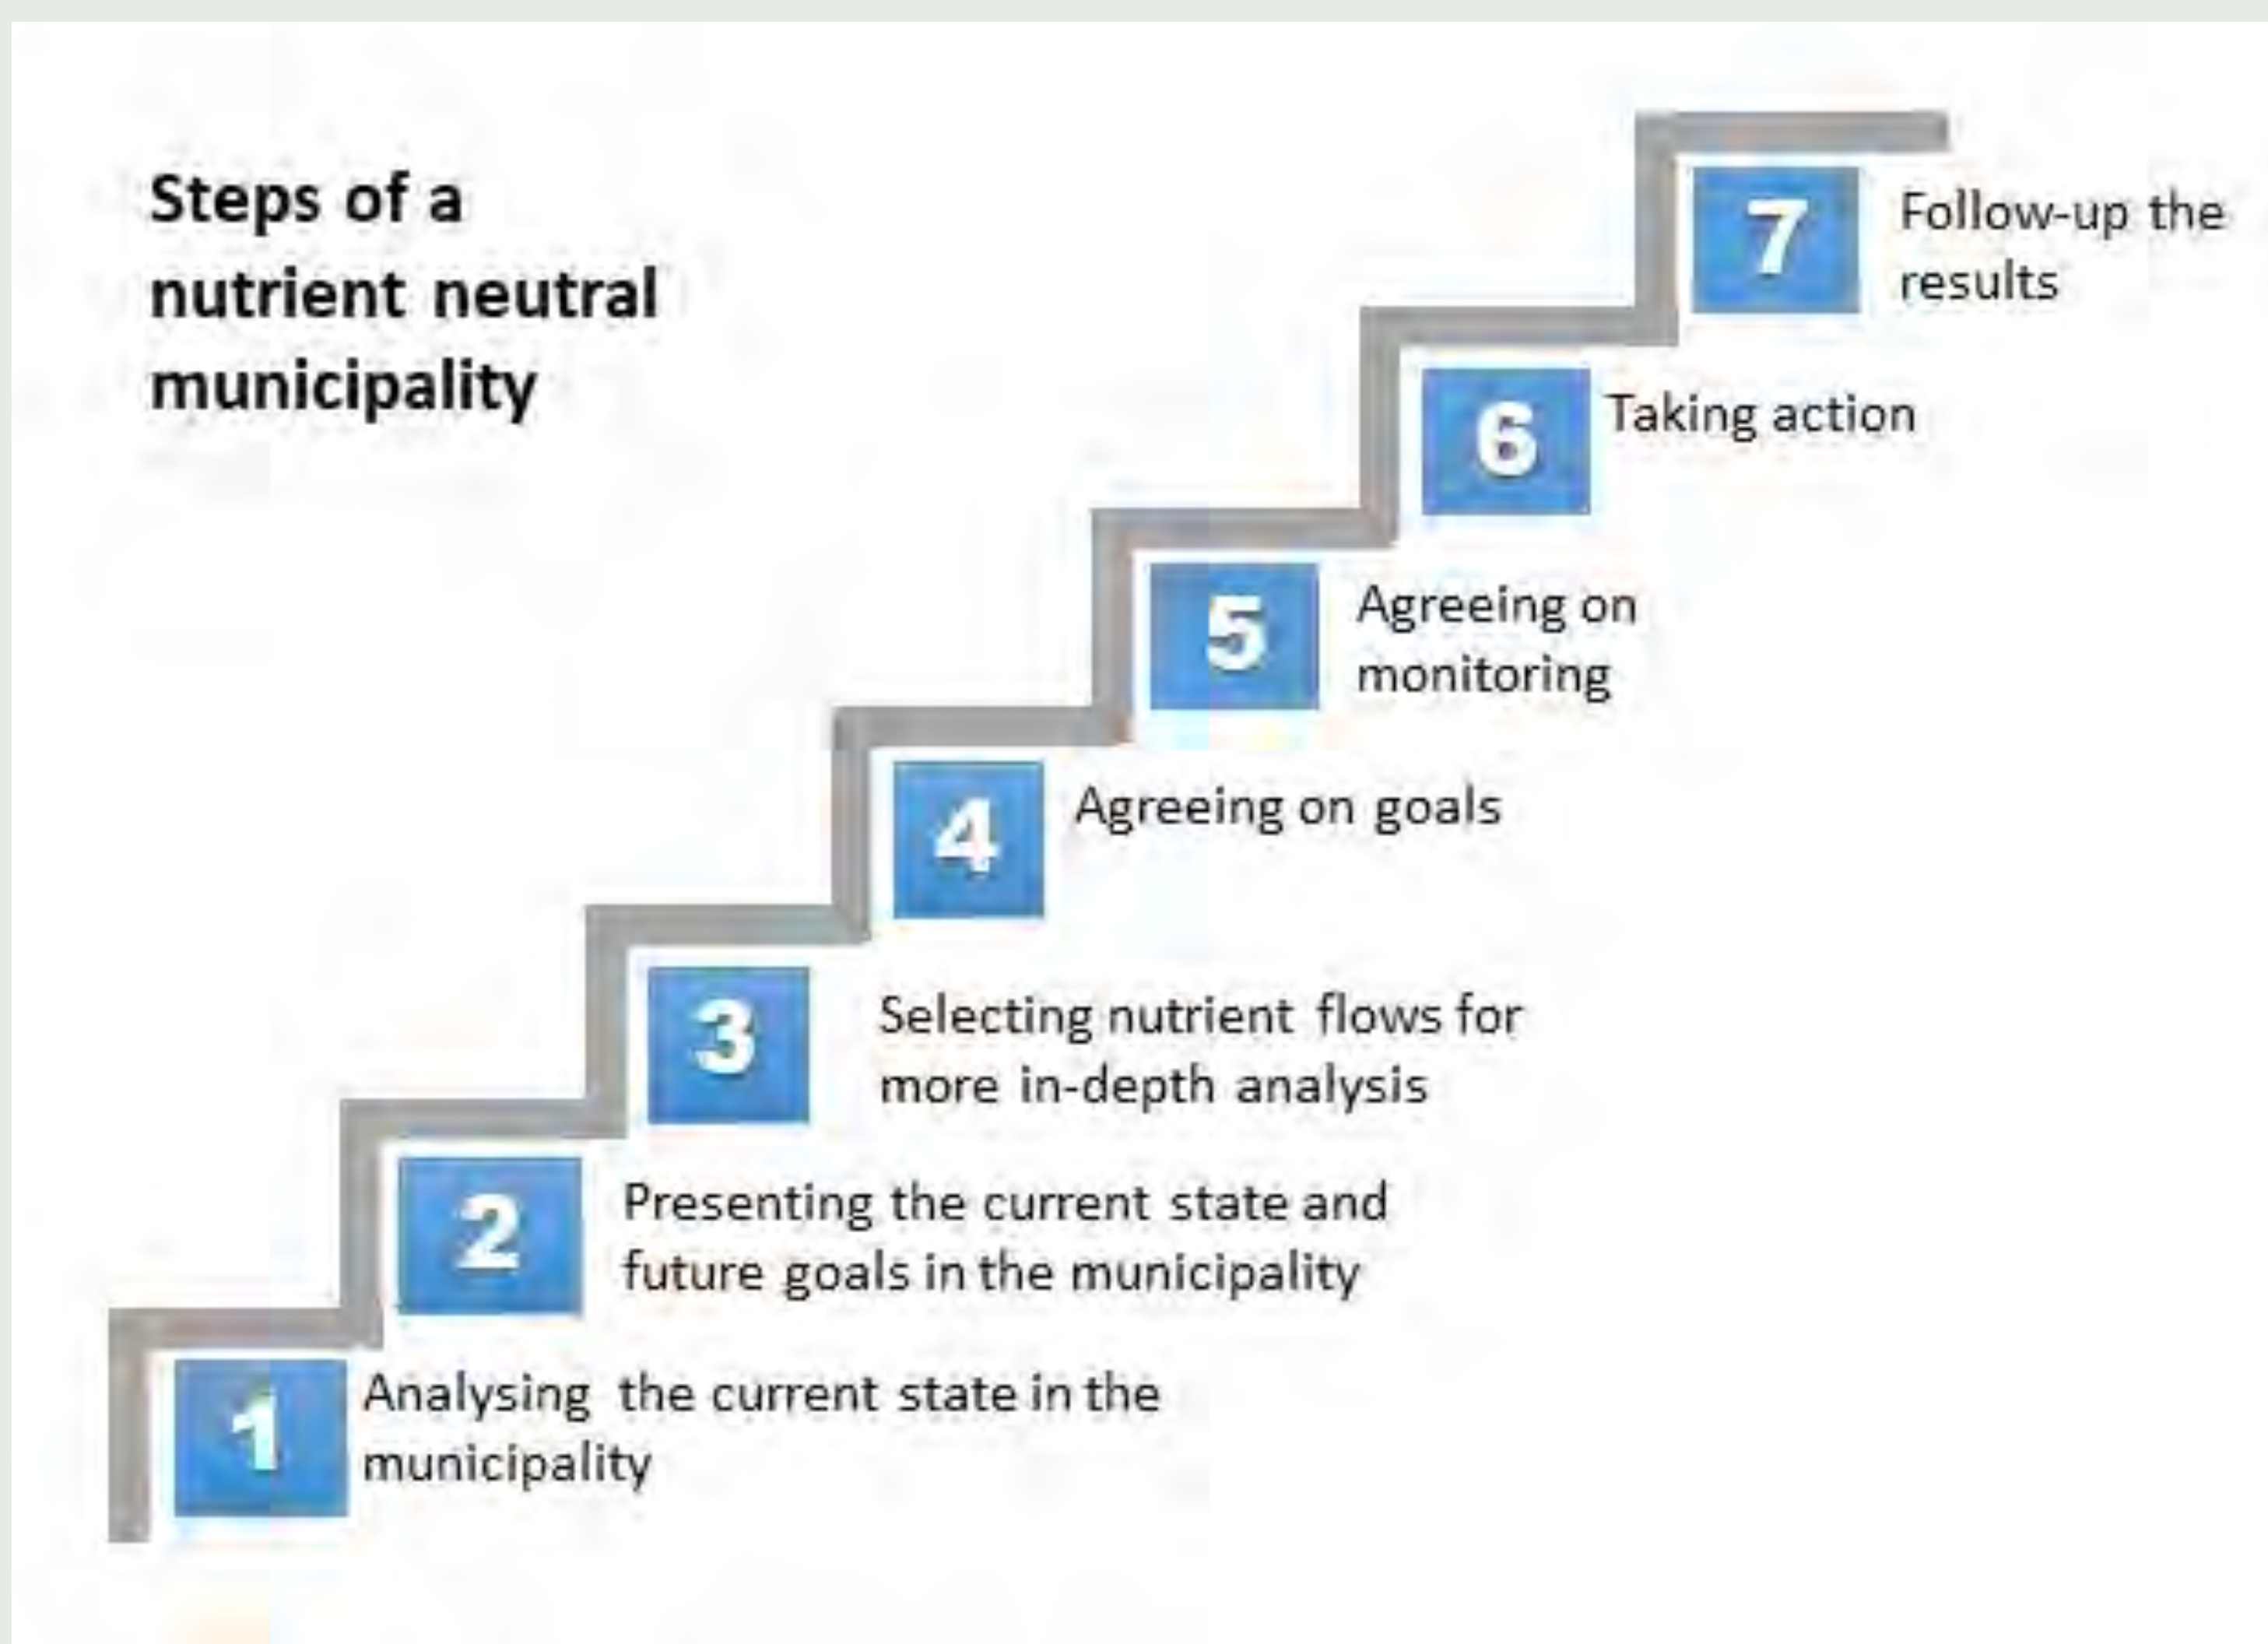 Steps of a
nutrient neutral
municipality
7
Follow-up the
results
6
Taking action
5
Agreeing on
monitoring
4
Agreeing on goals
3
Selecting nutrient flows for
more in-depth analysis
2
Presenting the current state and
future goals in the municipality
1
Analysing the current state in the
municipality